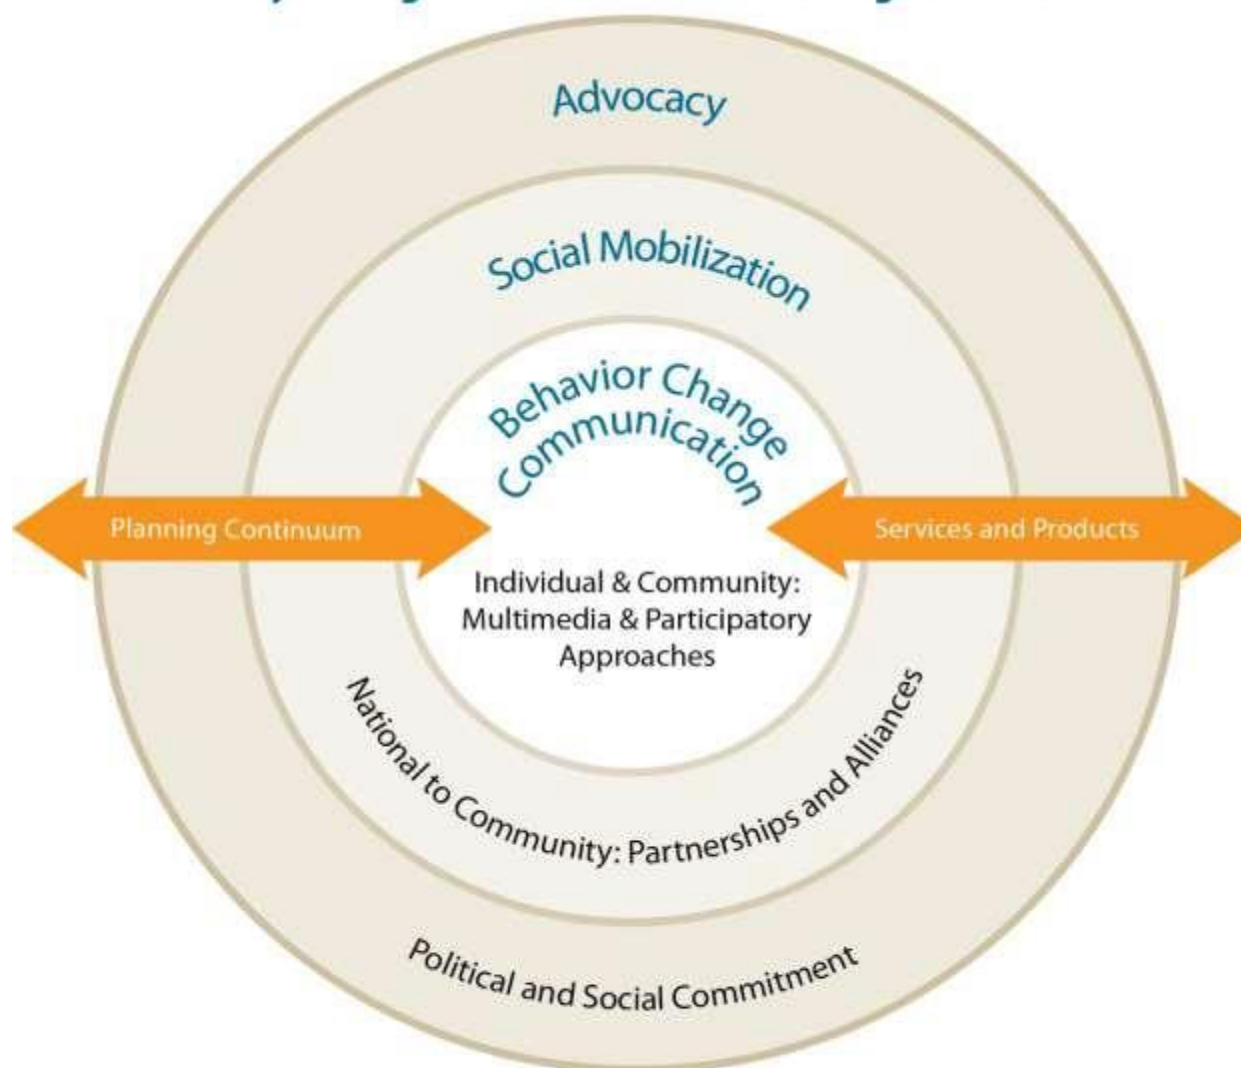 Advocacy
Social Mobilization
Behavior Change
Communication
Planning Continuum
Services and Products
Individual & Community:
Multimedia & Participatory
Approaches
National to Community: Partnerships and Alliances
Political and Social Commitment